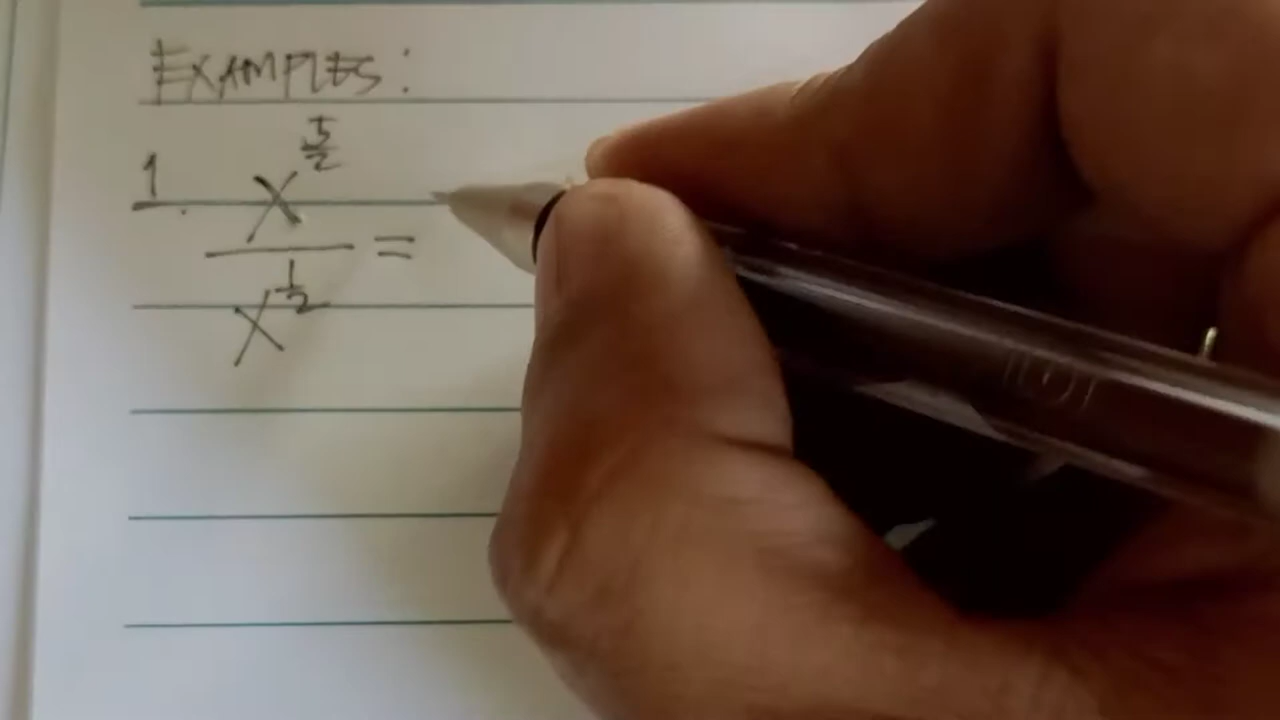 EXAMPLES:
1. x^(5/2) / x^(1/2) =